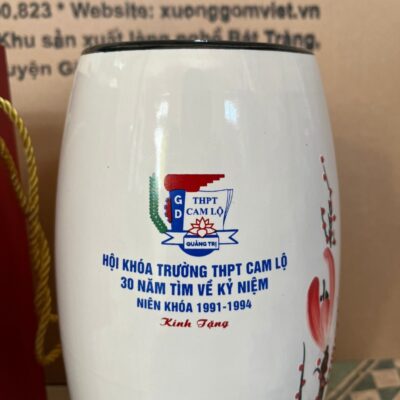 0,823 * Website: xuonggomviet.vn
Khu sản xuất làng nghề Bát Tràng,
uyện G
GD
THPT
CAM LỘ
QUẢNG TRỊ
HỘI KHÓA TRƯỜNG THPT CAM LỘ
30 NĂM TÌM VỀ KỶ NIỆM
NIÊN KHÓA 1991-1994
Kính Tặng